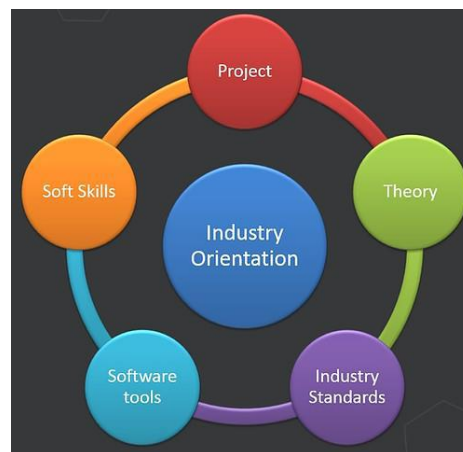 Project
Soft Skills
Theory
Industry
Orientation
Software
tools
Industry
Standards